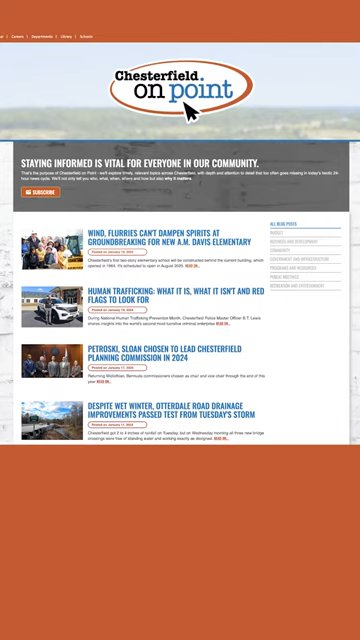 Careers | Departments | Library | Schools
Chesterfield
on point
STAYING INFORMED IS VITAL FOR EVERYONE IN OUR COMMUNITY.
That's the purpose of Chesterfield on Point - we'll explore timely, relevant topics across Chesterfield, with depth and attention to detail that too often goes missing in today's hectic, 24-
hour news cycle. We'll not only tell you who, what, when, where and how but also why it matters.
SUBSCRIBE
ALL BLOG POSTS
BUDGET
BUSINESS AND DEVELOPMENT
COMMUNITY
GOVERNMENT AND INFRASTRUCTURE
PROGRAMS AND RESOURCES
PUBLIC MEETINGS
RECREATION AND ENTERTAINMENT
WIND, FLURRIES CAN'T DAMPEN SPIRITS AT
GROUNDBREAKING FOR NEW A.M. DAVIS ELEMENTARY
Posted on January 19, 2024
Chesterfield's first two-story elementary school will be constructed behind the current building, which
opened in 1964. It's scheduled to open in August 2025. READ ON...
HUMAN TRAFFICKING: WHAT IT IS, WHAT IT ISN'T AND RED
FLAGS TO LOOK FOR
Posted on January 19, 2024
During National Human Trafficking Prevention Month, Chesterfield Police Master Officer B.T. Lewis
shares insights into the world's second-most lucrative criminal enterprise. READ ON...
PETROSKI, SLOAN CHOSEN TO LEAD CHESTERFIELD
PLANNING COMMISSION IN 2024
Posted on January 17, 2024
Returning Midlothian, Bermuda commissioners chosen as chair and vice chair through the end of this
year. READ ON...
DESPITE WET WINTER, OTTERDALE ROAD DRAINAGE
IMPROVEMENTS PASSED TEST FROM TUESDAY'S STORM
Posted on January 11, 2024
Chesterfield got 3 to 4 inches of rainfall on Tuesday, but on Wednesday morning all three new bridge
crossings were free of standing water and working exactly as designed. READ ON...